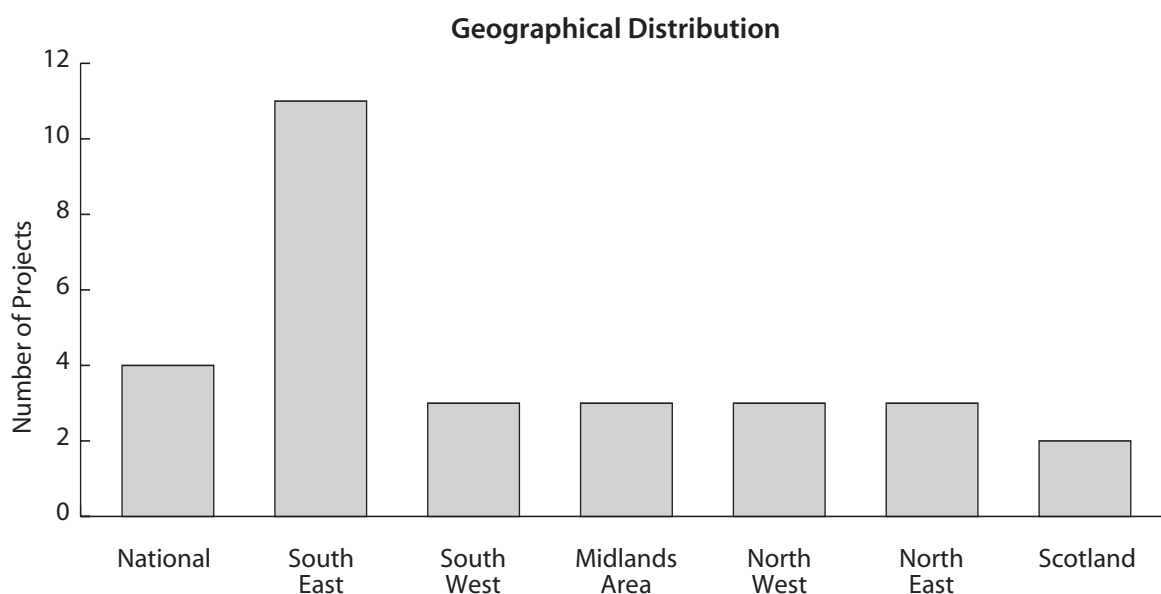 Geographical Distribution
12
10
8
6
4
2
0
Number of Projects
National
South
East
South
West
Midlands
Area
North
West
North
East
Scotland